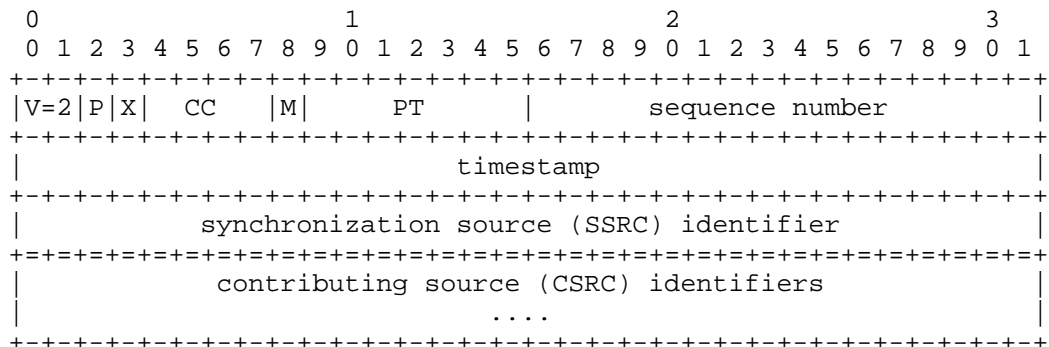 0                   1                   2                   3
 0 1 2 3 4 5 6 7 8 9 0 1 2 3 4 5 6 7 8 9 0 1 2 3 4 5 6 7 8 9 0 1
+-+-+-+-+-+-+-+-+-+-+-+-+-+-+-+-+-+-+-+-+-+-+-+-+-+-+-+-+-+-+-+-+
|V=2|P|X|  CC   |M|     PT      |       sequence number         |
+-+-+-+-+-+-+-+-+-+-+-+-+-+-+-+-+-+-+-+-+-+-+-+-+-+-+-+-+-+-+-+-+
|                           timestamp                           |
+-+-+-+-+-+-+-+-+-+-+-+-+-+-+-+-+-+-+-+-+-+-+-+-+-+-+-+-+-+-+-+-+
|           synchronization source (SSRC) identifier            |
+=+=+=+=+=+=+=+=+=+=+=+=+=+=+=+=+=+=+=+=+=+=+=+=+=+=+=+=+=+=+=+=+
|            contributing source (CSRC) identifiers             |
|                             ....                              |
+-+-+-+-+-+-+-+-+-+-+-+-+-+-+-+-+-+-+-+-+-+-+-+-+-+-+-+-+-+-+-+-+